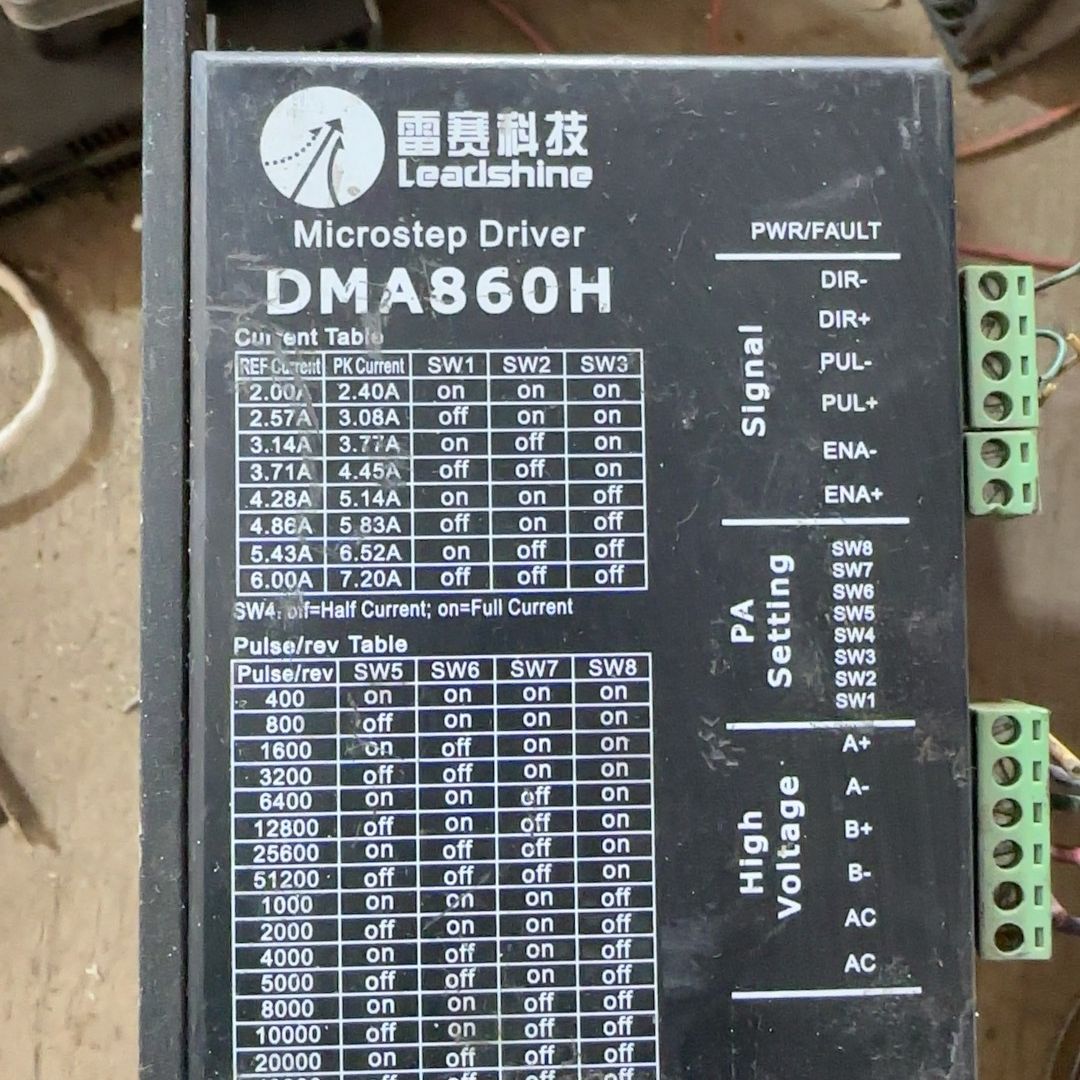 雷赛科技
Leadshine
Microstep Driver
DMA860H
Current Table
REF Current PK Current SW1 SW2 SW3
2.00A 2.40A on on on
2.57A 3.08A off on on
3.14A 3.77A on off on
3.71A 4.45A off off on
4.28A 5.14A on on off
4.86A 5.83A off on off
5.43A 6.52A on off off
6.00A 7.20A off off off
SW4: off=Half Current; on=Full Current
Pulse/rev Table
Pulse/rev SW5 SW6 SW7 SW8
400 on on on on
800 off on on on
1600 on off on on
3200 off off on on
6400 on on off on
12800 off on off on
25600 on off off on
51200 off off off on
1000 on on on off
2000 off on on off
4000 on off on off
5000 off off on off
8000 on on off off
10000 off on off off
20000 on off off off
off off off off
PWR/FAULT
Signal
DIR-
DIR+
PUL-
PUL+
ENA-
ENA+
PA
Setting
SW8
SW7
SW6
SW5
SW4
SW3
SW2
SW1
High
Voltage
A+
A-
B+
B-
AC
AC